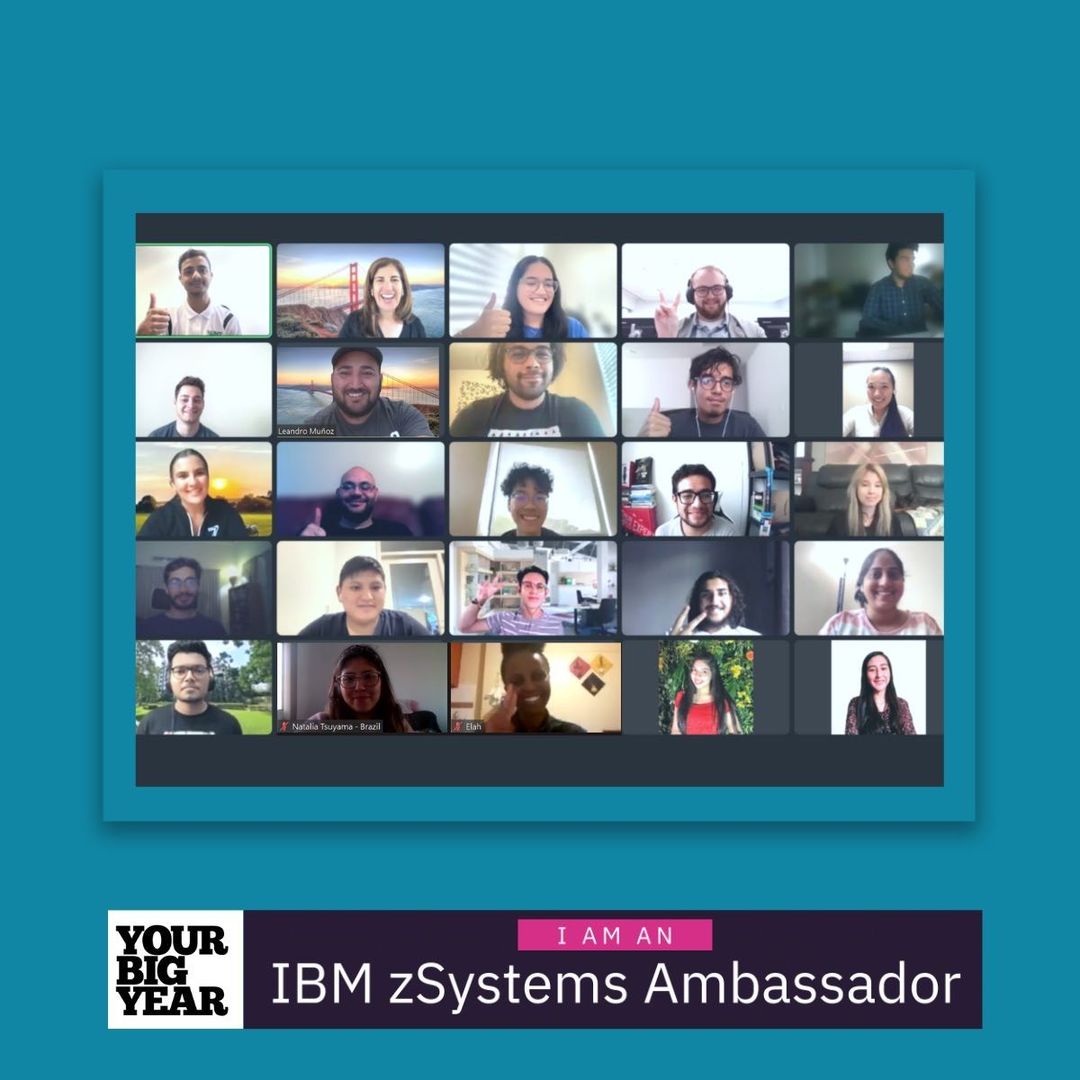 Leandro Muñoz
Natalia Tsuyama - Brazil
Elah
YOUR
BIG
YEAR
I AM AN
IBM zSystems Ambassador